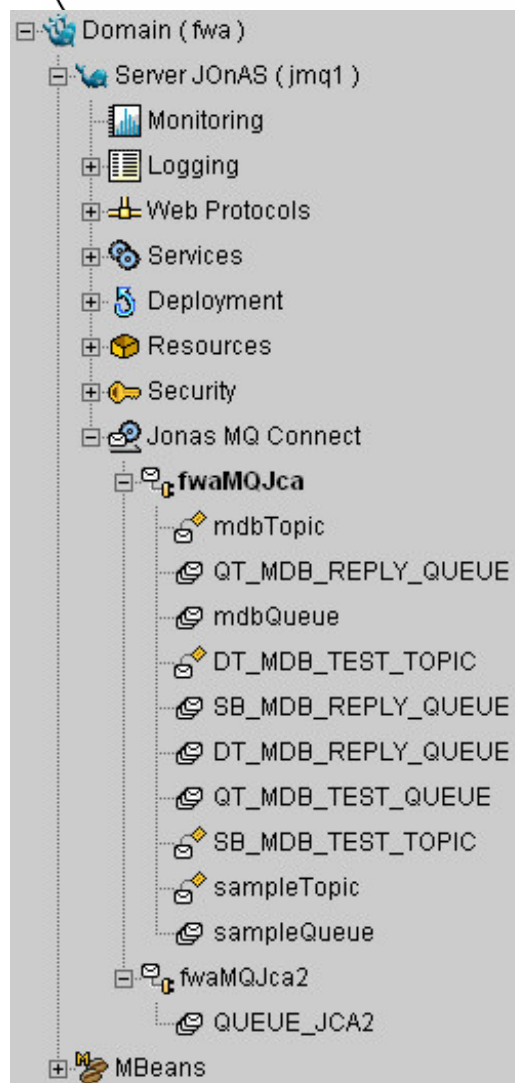 Domain ( fwa )
Server JOnAS ( jmq1 )
Monitoring
Logging
Web Protocols
Services
Deployment
Resources
Security
Jonas MQ Connect
fwaMQJca
mdbTopic
QT_MDB_REPLY_QUEUE
mdbQueue
DT_MDB_TEST_TOPIC
SB_MDB_REPLY_QUEUE
DT_MDB_REPLY_QUEUE
QT_MDB_TEST_QUEUE
SB_MDB_TEST_TOPIC
sampleTopic
sampleQueue
fwaMQJca2
QUEUE_JCA2
MBeans